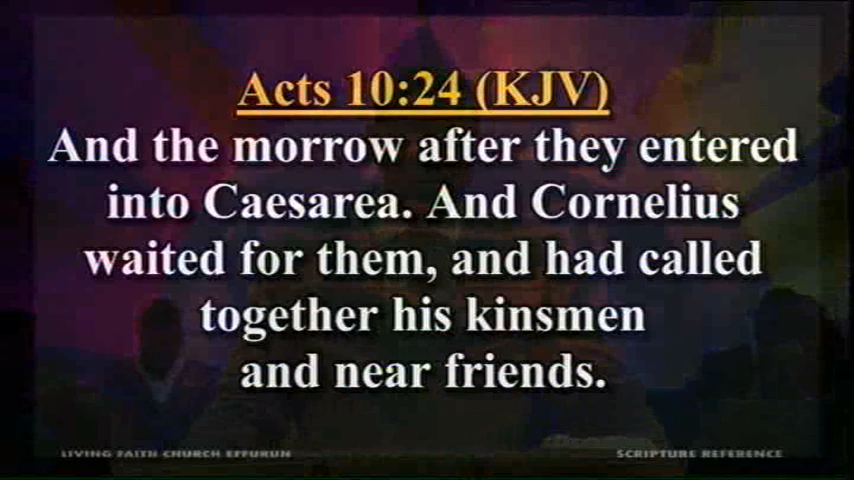 Acts 10:24 (KJV)
And the morrow after they entered
into Caesarea. And Cornelius
waited for them, and had called
together his kinsmen
and near friends.
LIVING FAITH CHURCH EFFURUN
SCRIPTURE REFERENCE